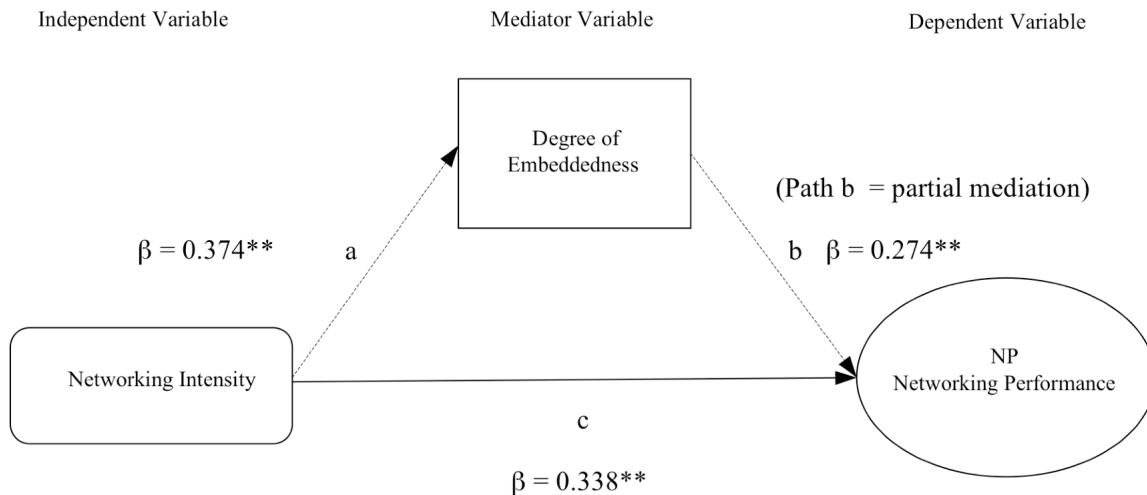 Independent Variable
Mediator Variable
Dependent Variable
Degree of
Embeddedness
(Path b = partial mediation)
β = 0.374**
a
b β = 0.274**
Networking Intensity
NP
Networking Performance
c
β = 0.338**